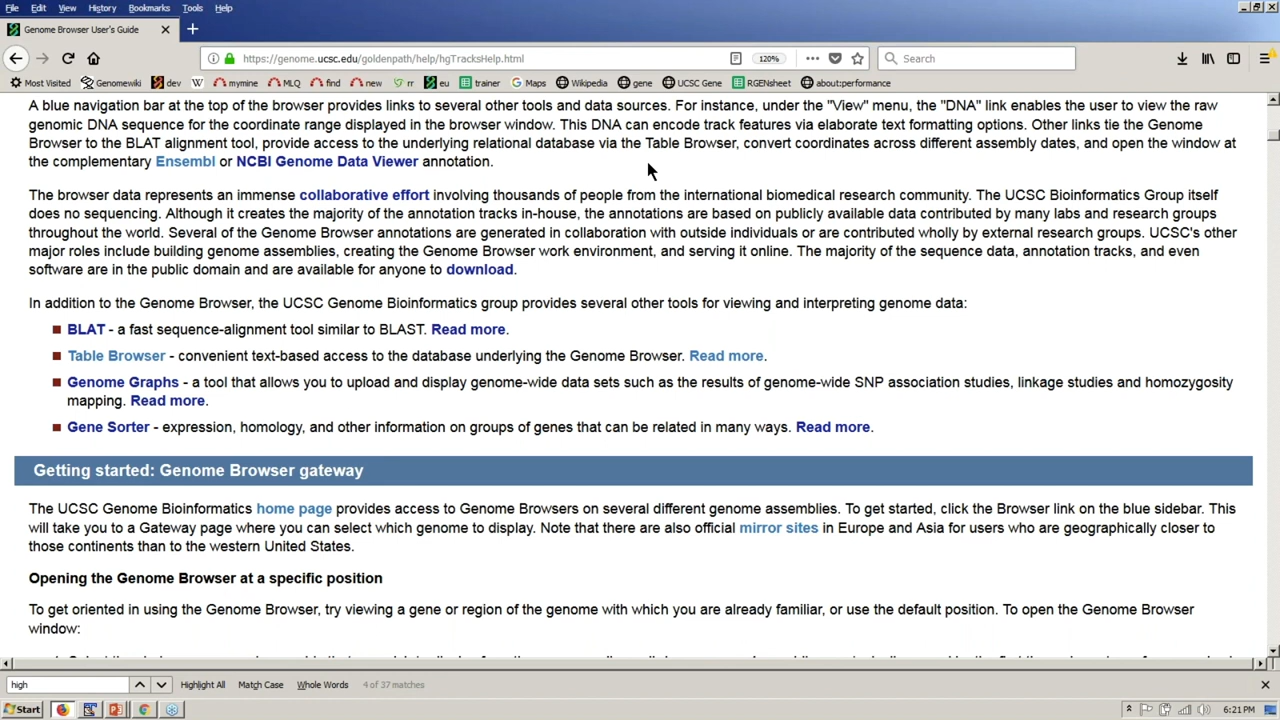 File Edit View History Bookmarks Tools Help
Genome Browser User's Guide
https://genome.ucsc.edu/goldenpath/help/hgTracksHelp.html 120% Search
Most Visited Genomewiki dev mymine MLQ find new rr eu trainer Maps Wikipedia gene UCSC Gene RGENsheet about:performance
A blue navigation bar at the top of the browser provides links to several other tools and data sources. For instance, under the "View" menu, the "DNA" link enables the user to view the raw
genomic DNA sequence for the coordinate range displayed in the browser window. This DNA can encode track features via elaborate text formatting options. Other links tie the Genome
Browser to the BLAT alignment tool, provide access to the underlying relational database via the Table Browser, convert coordinates across different assembly dates, and open the window at
the complementary Ensembl or NCBI Genome Data Viewer annotation.
The browser data represents an immense collaborative effort involving thousands of people from the international biomedical research community. The UCSC Bioinformatics Group itself
does no sequencing. Although it creates the majority of the annotation tracks in-house, the annotations are based on publicly available data contributed by many labs and research groups
throughout the world. Several of the Genome Browser annotations are generated in collaboration with outside individuals or are contributed wholly by external research groups. UCSC's other
major roles include building genome assemblies, creating the Genome Browser work environment, and serving it online. The majority of the sequence data, annotation tracks, and even
software are in the public domain and are available for anyone to download.
In addition to the Genome Browser, the UCSC Genome Bioinformatics group provides several other tools for viewing and interpreting genome data:
BLAT - a fast sequence-alignment tool similar to BLAST. Read more.
Table Browser - convenient text-based access to the database underlying the Genome Browser. Read more.
Genome Graphs - a tool that allows you to upload and display genome-wide data sets such as the results of genome-wide SNP association studies, linkage studies and homozygosity
mapping. Read more.
Gene Sorter - expression, homology, and other information on groups of genes that can be related in many ways. Read more.
Getting started: Genome Browser gateway
The UCSC Genome Bioinformatics home page provides access to Genome Browsers on several different genome assemblies. To get started, click the Browser link on the blue sidebar. This
will take you to a Gateway page where you can select which genome to display. Note that there are also official mirror sites in Europe and Asia for users who are geographically closer to
those continents than to the western United States.
Opening the Genome Browser at a specific position
To get oriented in using the Genome Browser, try viewing a gene or region of the genome with which you are already familiar, or use the default position. To open the Genome Browser
window:
high Highlight All Match Case Whole Words 4 of 37 matches
Start 6:21 PM